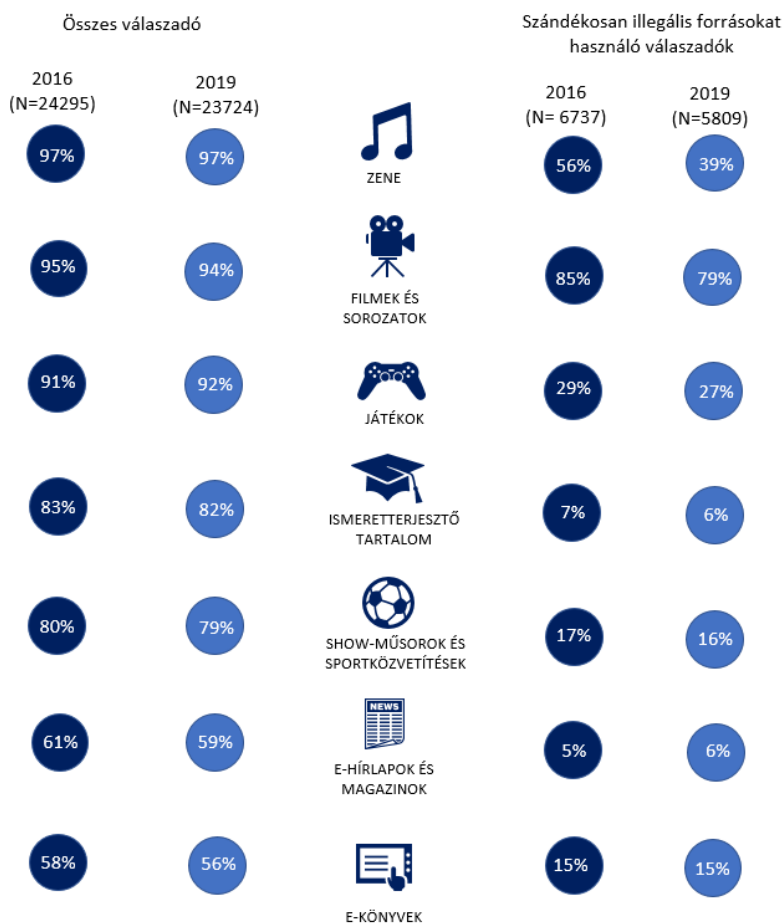 Összes válaszadó
Szándékosan illegális forrásokat
használó válaszadók
2016
(N=24295)
2019
(N=23724)
2016
(N= 6737)
2019
(N=5809)
97%
97%
ZENE
56%
39%
95%
94%
FILMEK ÉS
SOROZATOK
85%
79%
91%
92%
JÁTÉKOK
29%
27%
83%
82%
ISMERETTERJESZTŐ
TARTALOM
7%
6%
80%
79%
SHOW-MŰSOROK ÉS
SPORTKÖZVETÍTÉSEK
17%
16%
61%
59%
NEWS
E-HÍRLAPOK ÉS
MAGAZINOK
5%
6%
58%
56%
E-KÖNYVEK
15%
15%